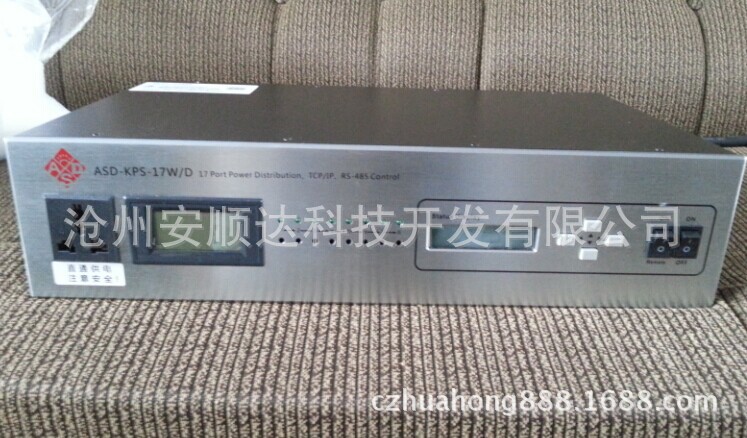 ASD-KPS-17W/D 17 Port Power Distribution, TCP/IP, RS-485 Control
沧州安顺达科技开发有限公司
Status
ON
Remote OFF
直通供电
注意安全!
czhuahong888.1688.com